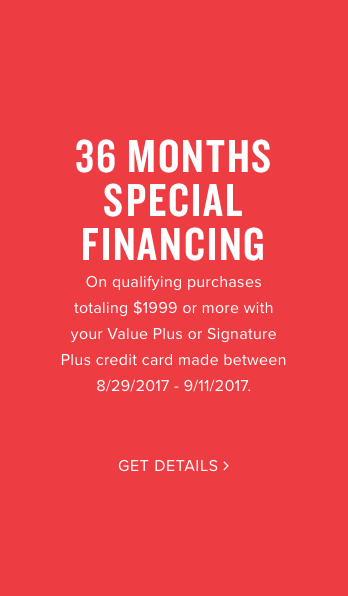 36 MONTHS
SPECIAL
FINANCING
On qualifying purchases
totaling $1999 or more with
your Value Plus or Signature
Plus credit card made between
8/29/2017 - 9/11/2017.
GET DETAILS >